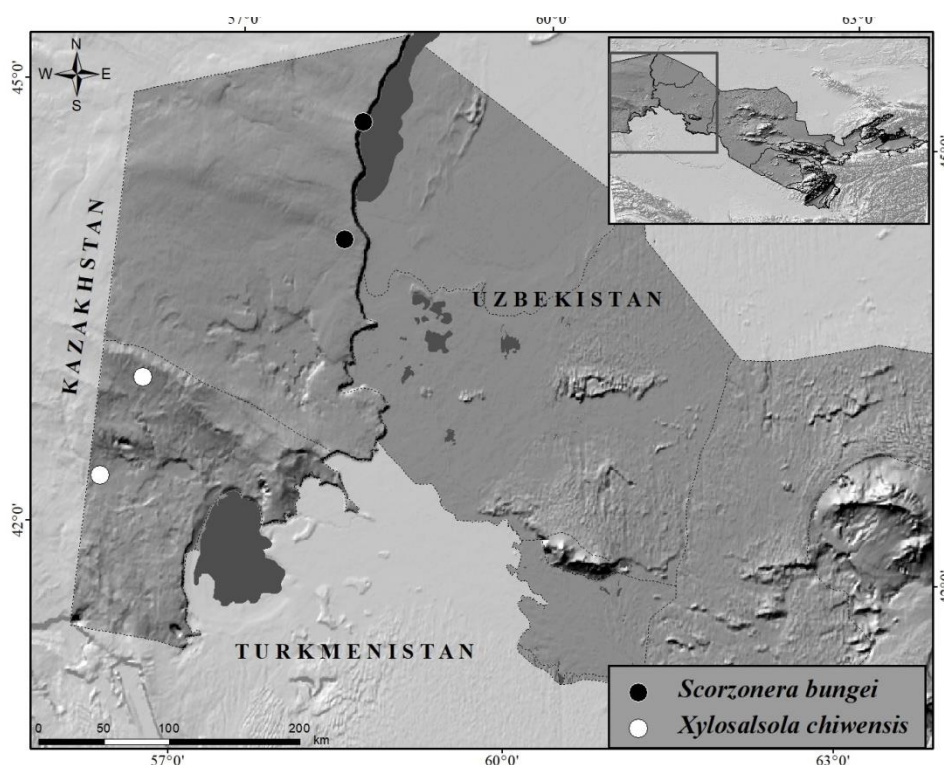 57°0'
60°0'
63°0'
N
W E
S
45°0'
KAZAKHSTAN
UZBEKISTAN
42°0'
TURKMENISTAN
Scorzonera bungei
Xylosalsola chiwensis
0 50 100 200
km
57°0'
60°0'
63°0'